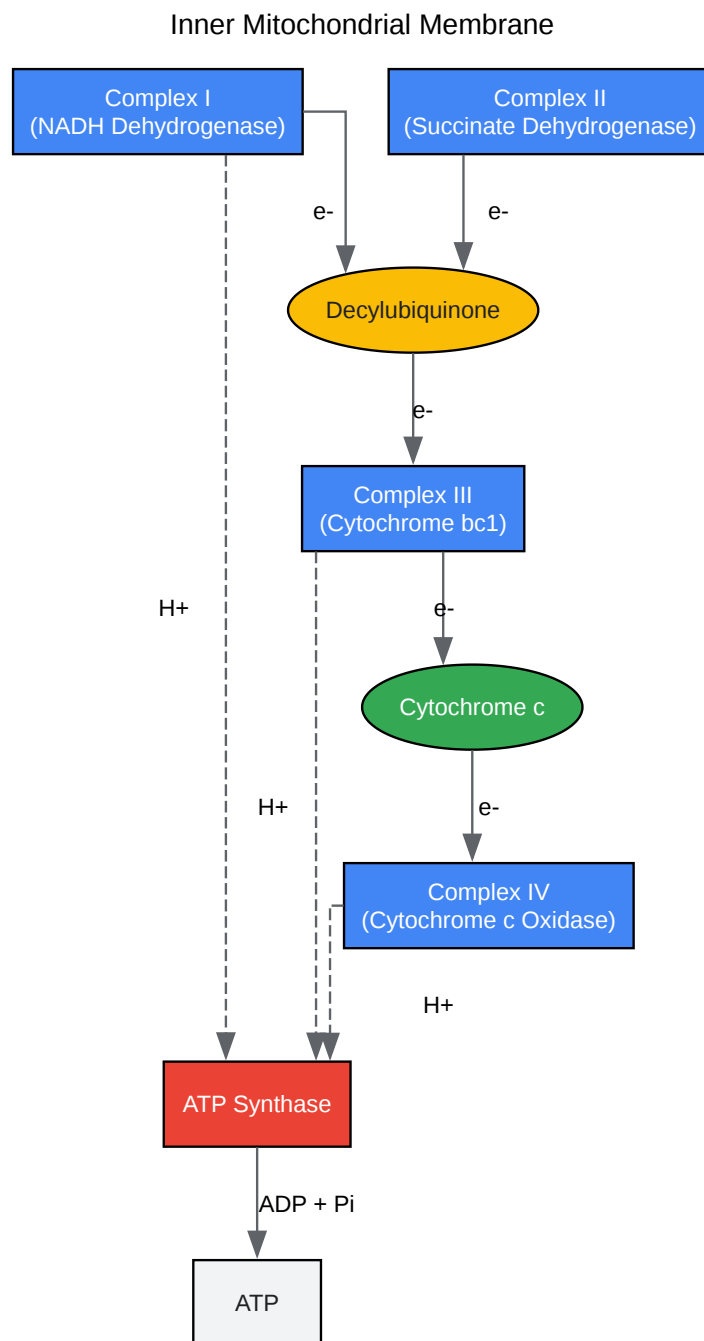 Inner Mitochondrial Membrane
Complex I
(NADH Dehydrogenase)
Complex II
(Succinate Dehydrogenase)
e-
e-
Decylubiquinone
e-
Complex III
(Cytochrome bc1)
H+
e-
Cytochrome c
H+
e-
Complex IV
(Cytochrome c Oxidase)
H+
ATP Synthase
ADP + Pi
ATP